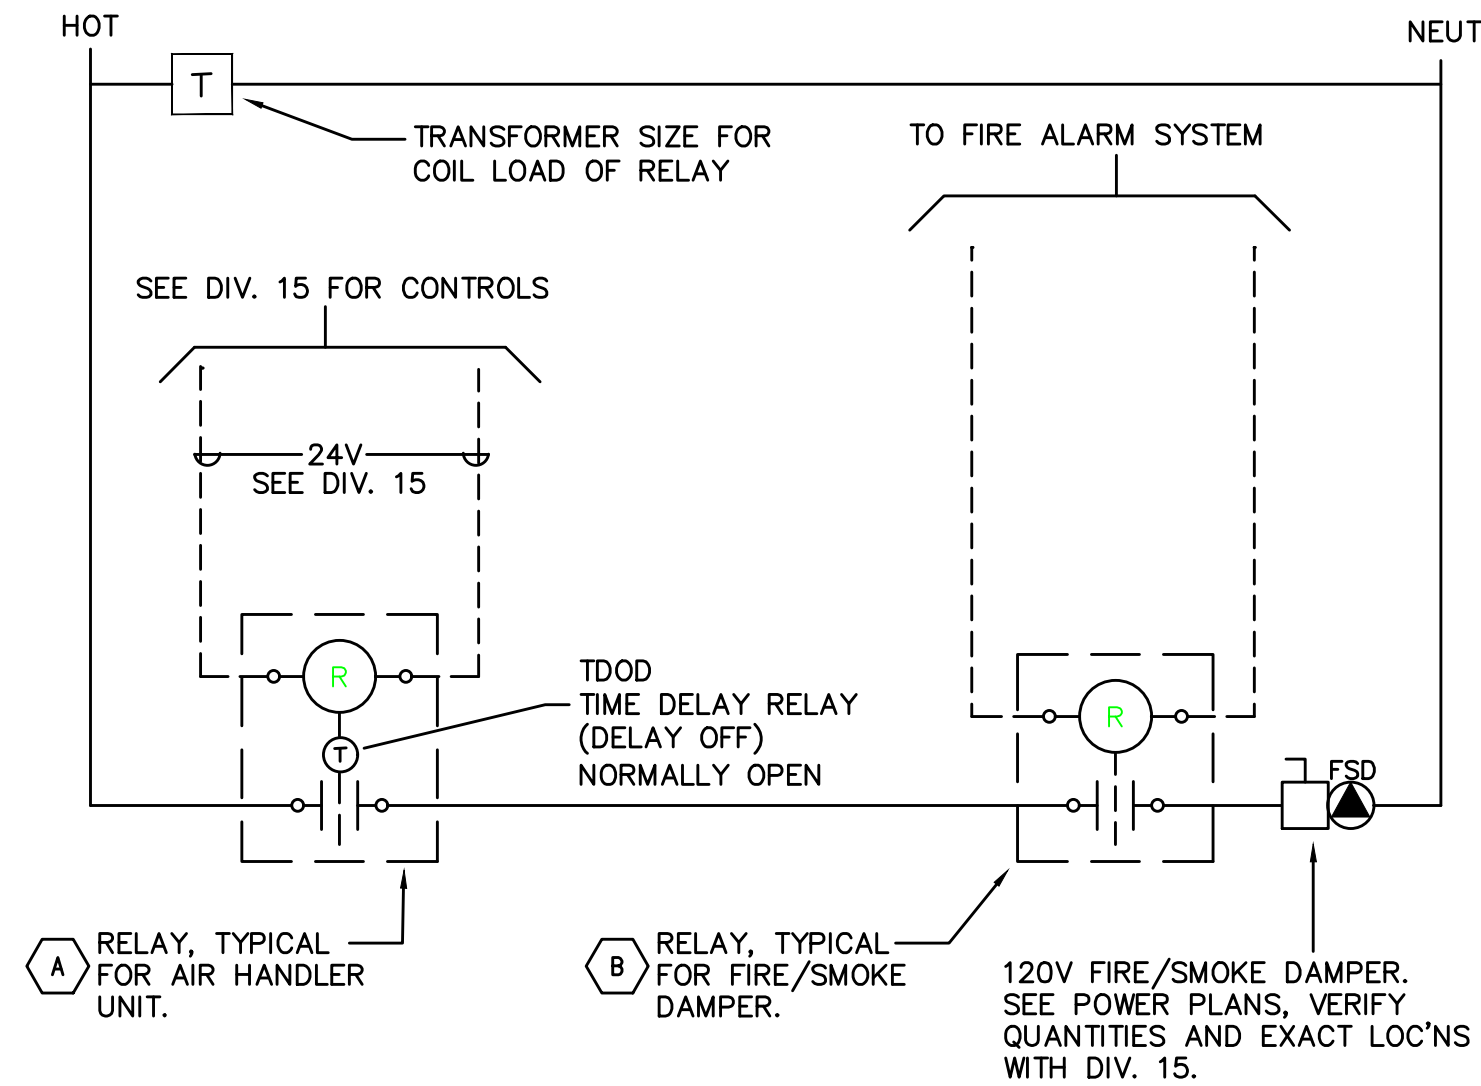 HOT
NEUT
T
TRANSFORMER SIZE FOR
COIL LOAD OF RELAY
TO FIRE ALARM SYSTEM
SEE DIV. 15 FOR CONTROLS
24V
SEE DIV. 15
R
T
TDOD
TIME DELAY RELAY
(DELAY OFF)
NORMALLY OPEN
R
FSD
A
RELAY, TYPICAL
FOR AIR HANDLER
UNIT.
B
RELAY, TYPICAL
FOR FIRE/SMOKE
DAMPER.
120V FIRE/SMOKE DAMPER.
SEE POWER PLANS, VERIFY
QUANTITIES AND EXACT LOC'NS
WITH DIV. 15.